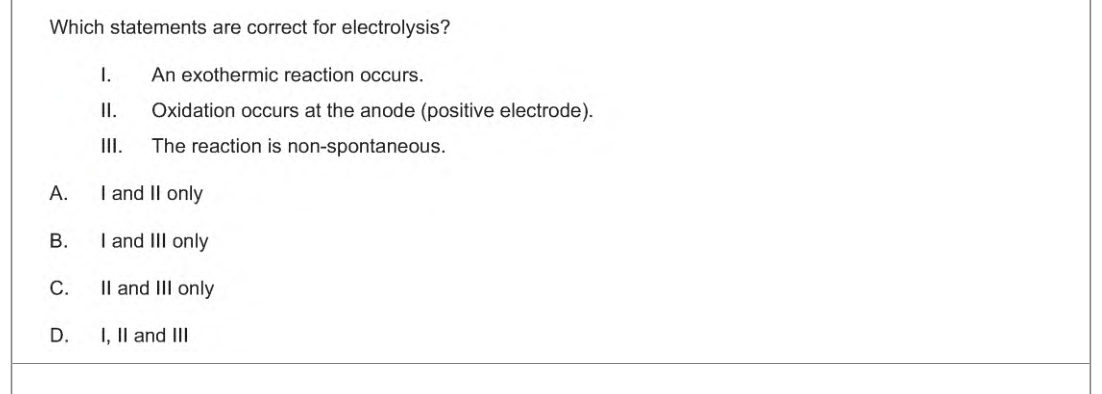 Which statements are correct for electrolysis?
I. An exothermic reaction occurs.
II. Oxidation occurs at the anode (positive electrode).
III. The reaction is non-spontaneous.
A. I and II only
B. I and III only
C. II and III only
D. I, II and III